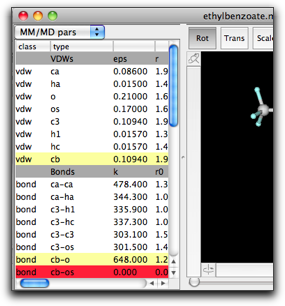 ethylbenzoate.m
MM/MD pars
Rot Trans Scale
class type
VDWs eps r
vdw ca 0.08600 1.9
vdw ha 0.01500 1.4
vdw o 0.21000 1.6
vdw os 0.17000 1.6
vdw c3 0.10940 1.9
vdw h1 0.01570 1.3
vdw hc 0.01570 1.4
vdw cb 0.10940 1.9
Bonds k r0
bond ca-ca 478.400 1.3
bond ca-ha 344.300 1.0
bond c3-h1 335.900 1.0
bond c3-hc 337.300 1.0
bond c3-c3 303.100 1.5
bond c3-os 301.500 1.4
bond cb-o 648.000 1.2
bond cb-os 0.000 0.0